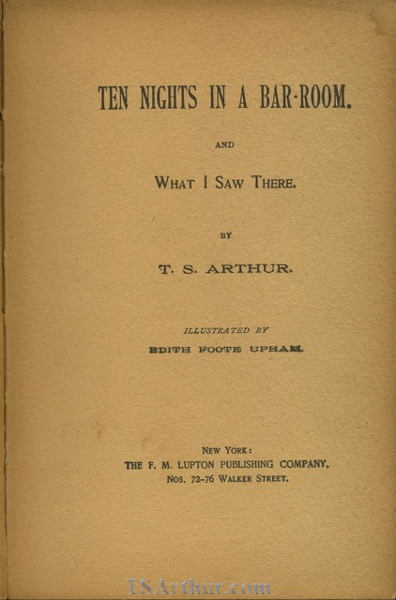 TEN NIGHTS IN A BAR-ROOM.
AND
WHAT I SAW THERE.
BY
T. S. ARTHUR.
ILLUSTRATED BY
EDITH FOOTE UPHAM.
NEW YORK:
THE F. M. LUPTON PUBLISHING COMPANY,
NOS. 72-76 WALKER STREET.
TSArthur.com